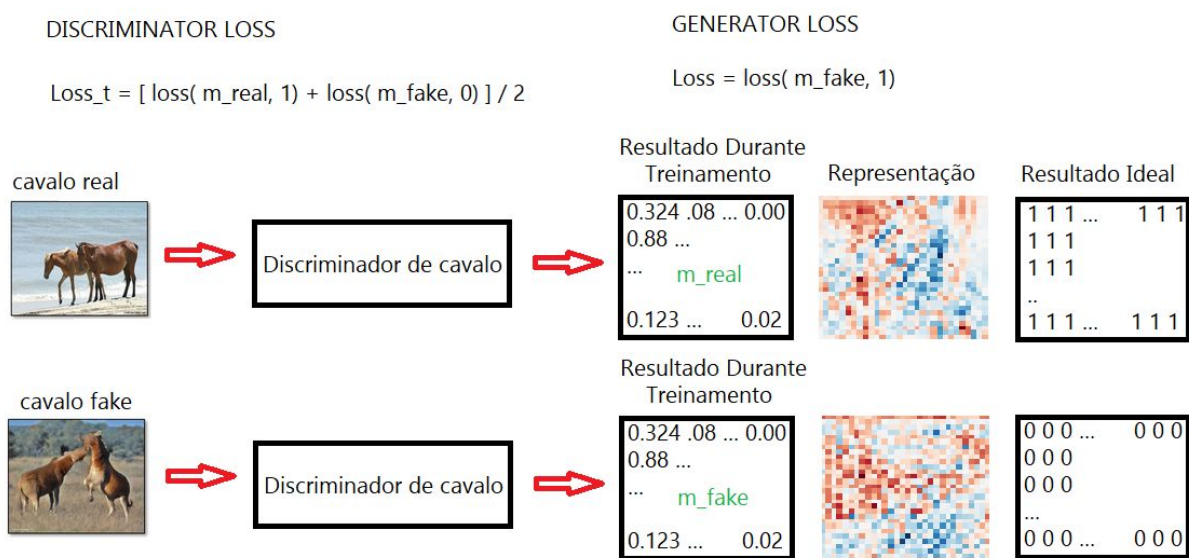 DISCRIMINATOR LOSS
Loss_t = [ loss( m_real, 1) + loss( m_fake, 0) ] / 2
GENERATOR LOSS
Loss = loss( m_fake, 1)
cavalo real
Discriminador de cavalo
Resultado Durante
Treinamento
0.324 .08 ... 0.00
0.88 ...
...
m_real
0.123 ... 0.02
Representação
Resultado Ideal
1 1 1 ... 1 1 1
1 1 1
1 1 1
..
1 1 1 ... 1 1 1
cavalo fake
Discriminador de cavalo
Resultado Durante
Treinamento
0.324 .08 ... 0.00
0.88 ...
...
m_fake
0.123 ... 0.02
0 0 0 ... 0 0 0
0 0 0
0 0 0
...
0 0 0 ... 0 0 0